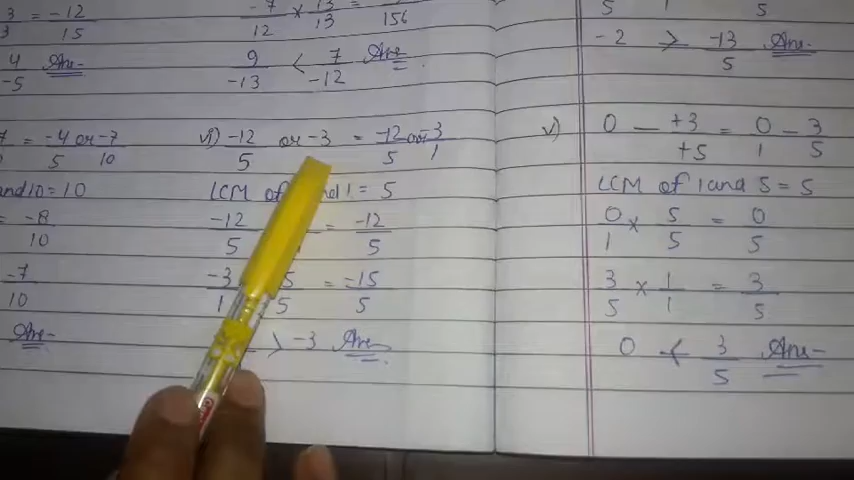 3/3 = -12/15
4/-5 Ans
-7/12 × 13/13 = /156
9/-13 < 7/-12 Ans
5 1 5
-2 > -13/5 Ans
7 = -4/5 or -7/10
and 10 = 10
= -8/10
-7/10
Ans
vi) -12/5 or -3 = -12/5 or -3/1
LCM of nd 1 = 5
-12/5 = -12/5
-3/1 5/5 = -15/5
> -3 Ans
v) 0 — +3/+5 = 0/1 - 3/5
LCM of 1 and 5 = 5
0/1 × 5/5 = 0/5
3/5 × 1/1 = 3/5
0 < 3/5 Ans